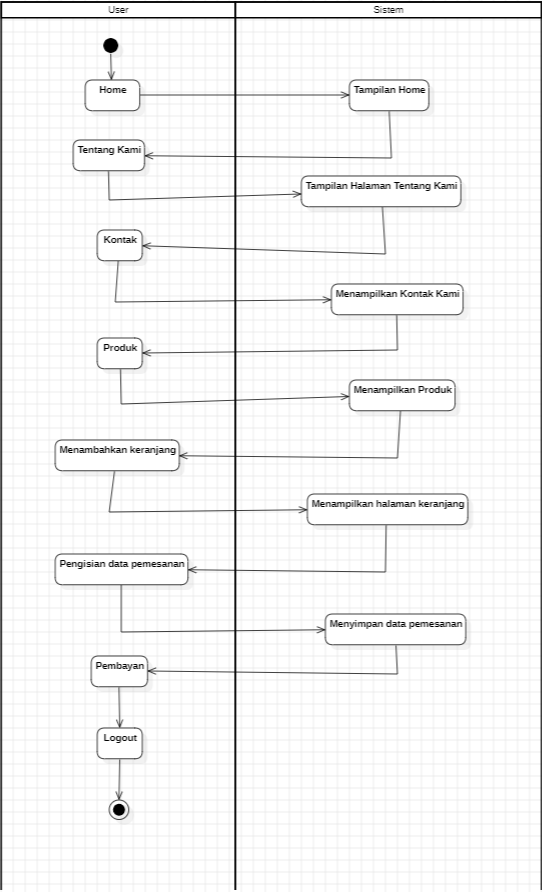 User
Sistem
Home
Tampilan Home
Tentang Kami
Tampilan Halaman Tentang Kami
Kontak
Menampilkan Kontak Kami
Produk
Menampilkan Produk
Menambahkan keranjang
Menampilkan halaman keranjang
Pengisian data pemesanan
Menyimpan data pemesanan
Pembayan
Logout